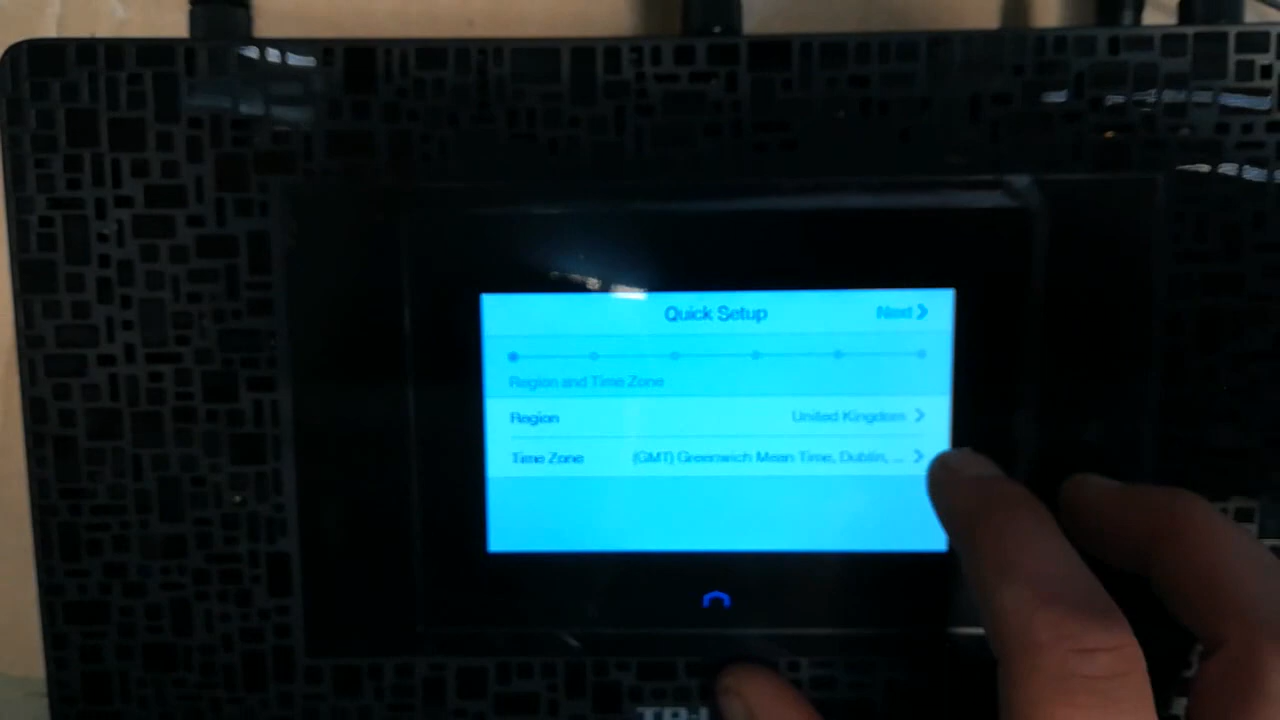 Quick Setup
Next
Region and Time Zone
Region
United Kingdom
Time Zone
(GMT) Greenwich Mean Time, Dublin, ...